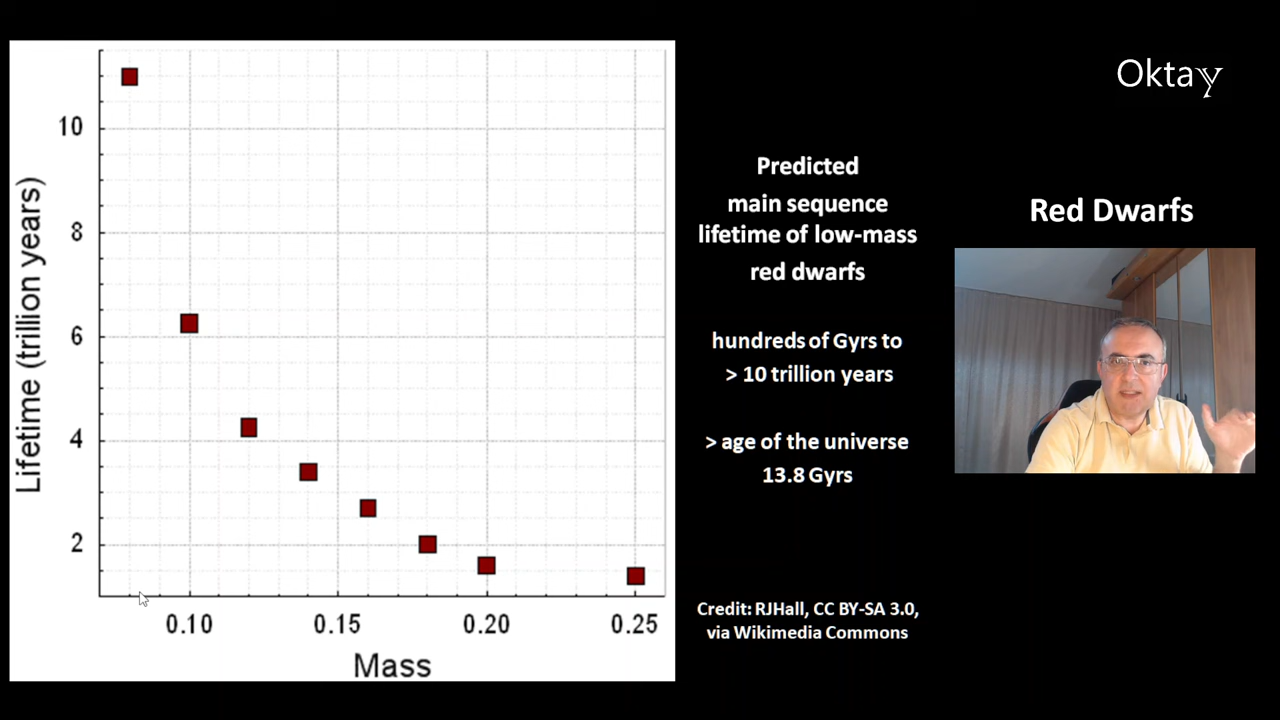 Oktay
Red Dwarfs
Predicted
main sequence
lifetime of low-mass
red dwarfs
hundreds of Gyrs to
> 10 trillion years
> age of the universe
13.8 Gyrs
Credit: RJHall, CC BY-SA 3.0,
via Wikimedia Commons
Lifetime (trillion years)
10
8
6
4
2
0.10 0.15 0.20 0.25
Mass